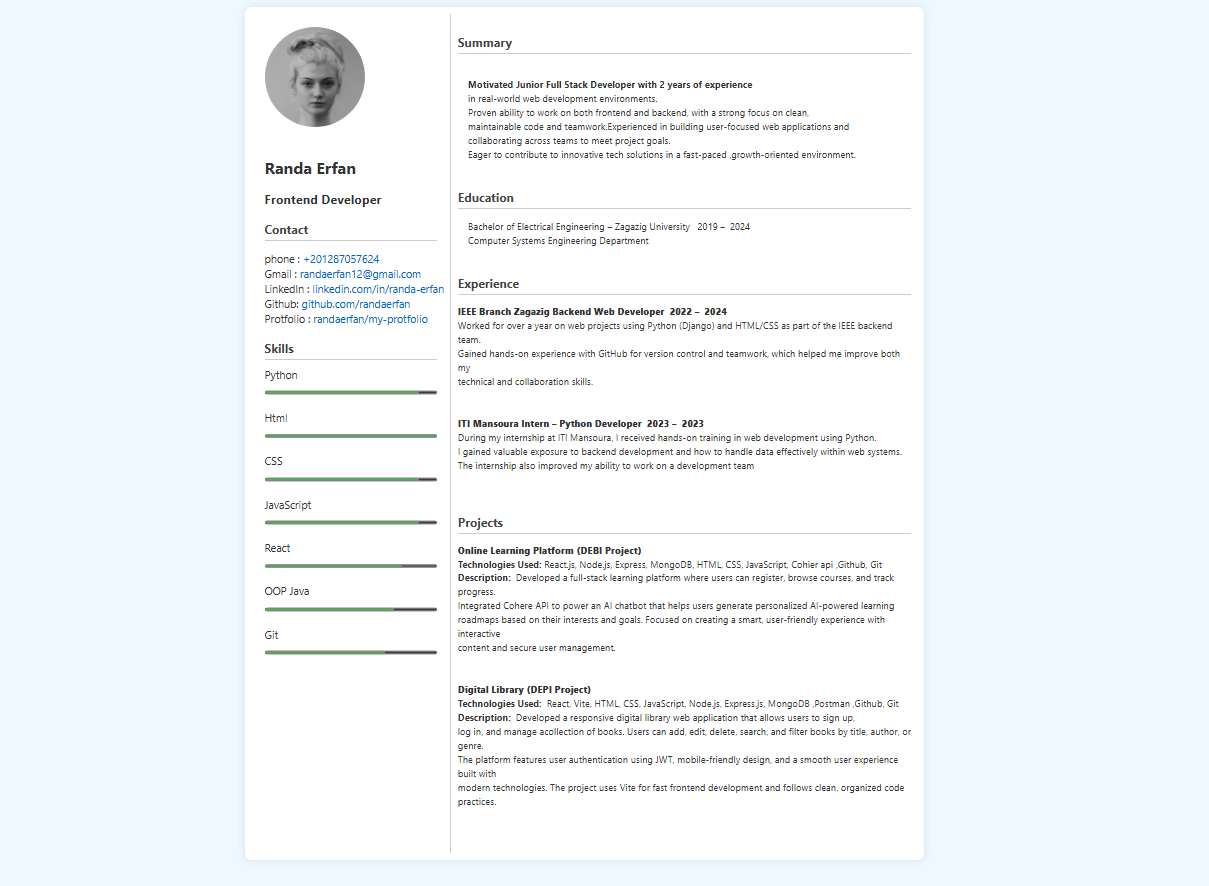 Randa Erfan
Frontend Developer
Contact
phone : +201287057624
Gmail : randaerfan12@gmail.com
LinkedIn : linkedin.com/in/randa-erfan
Github: github.com/randaerfan
Protfolio : randaerfan/my-protfolio
Skills
Python
Html
CSS
JavaScript
React
OOP Java
Git
Summary
Motivated Junior Full Stack Developer with 2 years of experience
in real-world web development environments.
Proven ability to work on both frontend and backend, with a strong focus on clean,
maintainable code and teamwork.Experienced in building user-focused web applications and
collaborating across teams to meet project goals.
Eager to contribute to innovative tech solutions in a fast-paced ,growth-oriented environment.
Education
Bachelor of Electrical Engineering – Zagazig University 2019 – 2024
Computer Systems Engineering Department
Experience
IEEE Branch Zagazig Backend Web Developer 2022 – 2024
Worked for over a year on web projects using Python (Django) and HTML/CSS as part of the IEEE backend
team.
Gained hands-on experience with GitHub for version control and teamwork, which helped me improve both
my
technical and collaboration skills.
ITI Mansoura Intern – Python Developer 2023 – 2023
During my internship at ITI Mansoura, I received hands-on training in web development using Python.
I gained valuable exposure to backend development and how to handle data effectively within web systems.
The internship also improved my ability to work on a development team
Projects
Online Learning Platform (DEBI Project)
Technologies Used: React.js, Node.js, Express, MongoDB, HTML, CSS, JavaScript, Cohier api ,Github, Git
Description: Developed a full-stack learning platform where users can register, browse courses, and track
progress.
Integrated Cohere API to power an AI chatbot that helps users generate personalized AI-powered learning
roadmaps based on their interests and goals. Focused on creating a smart, user-friendly experience with
interactive
content and secure user management.
Digital Library (DEPI Project)
Technologies Used: React, Vite, HTML, CSS, JavaScript, Node.js, Express.js, MongoDB ,Postman ,Github, Git
Description: Developed a responsive digital library web application that allows users to sign up,
log in, and manage acollection of books. Users can add, edit, delete, search, and filter books by title, author, or
genre.
The platform features user authentication using JWT, mobile-friendly design, and a smooth user experience
built with
modern technologies. The project uses Vite for fast frontend development and follows clean, organized code
practices.